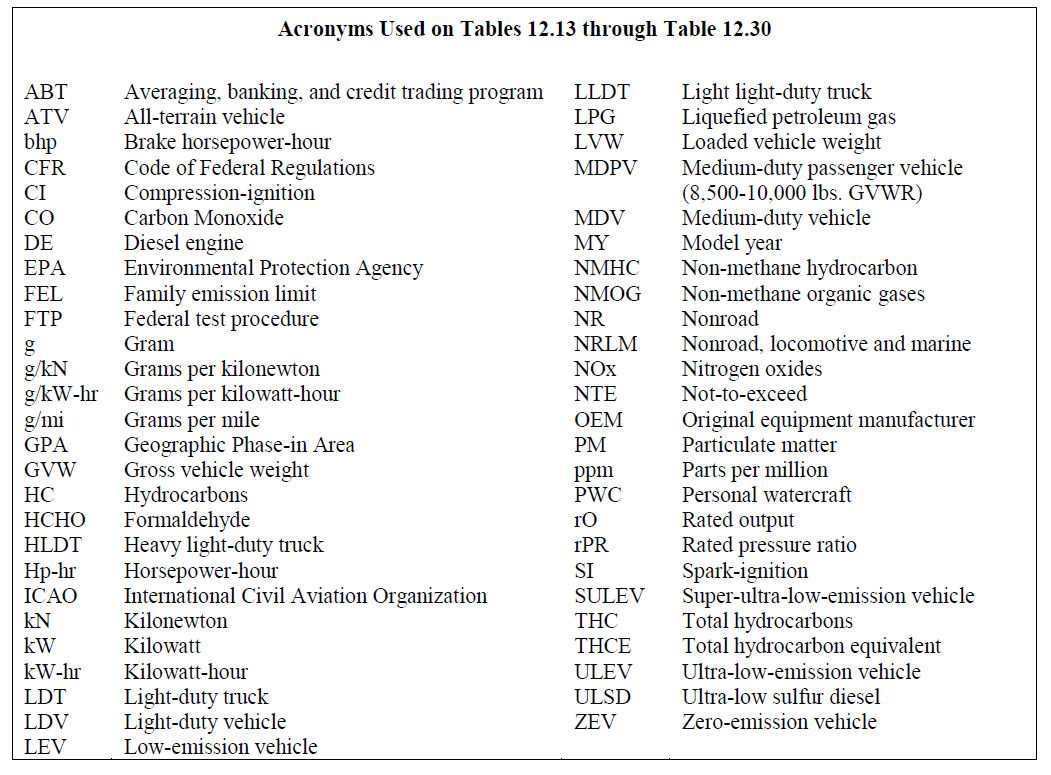 Acronyms Used on Tables 12.13 through Table 12.30
ABT Averaging, banking, and credit trading program
ATV All-terrain vehicle
bhp Brake horsepower-hour
CFR Code of Federal Regulations
CI Compression-ignition
CO Carbon Monoxide
DE Diesel engine
EPA Environmental Protection Agency
FEL Family emission limit
FTP Federal test procedure
g Gram
g/kN Grams per kilonewton
g/kW-hr Grams per kilowatt-hour
g/mi Grams per mile
GPA Geographic Phase-in Area
GVW Gross vehicle weight
HC Hydrocarbons
HCHO Formaldehyde
HLDT Heavy light-duty truck
Hp-hr Horsepower-hour
ICAO International Civil Aviation Organization
kN Kilonewton
kW Kilowatt
kW-hr Kilowatt-hour
LDT Light-duty truck
LDV Light-duty vehicle
LEV Low-emission vehicle
LLDT Light light-duty truck
LPG Liquefied petroleum gas
LVW Loaded vehicle weight
MDPV Medium-duty passenger vehicle
(8,500-10,000 lbs. GVWR)
MDV Medium-duty vehicle
MY Model year
NMHC Non-methane hydrocarbon
NMOG Non-methane organic gases
NR Nonroad
NRLM Nonroad, locomotive and marine
NOx Nitrogen oxides
NTE Not-to-exceed
OEM Original equipment manufacturer
PM Particulate matter
ppm Parts per million
PWC Personal watercraft
rO Rated output
rPR Rated pressure ratio
SI Spark-ignition
SULEV Super-ultra-low-emission vehicle
THC Total hydrocarbons
THCE Total hydrocarbon equivalent
ULEV Ultra-low-emission vehicle
ULSD Ultra-low sulfur diesel
ZEV Zero-emission vehicle